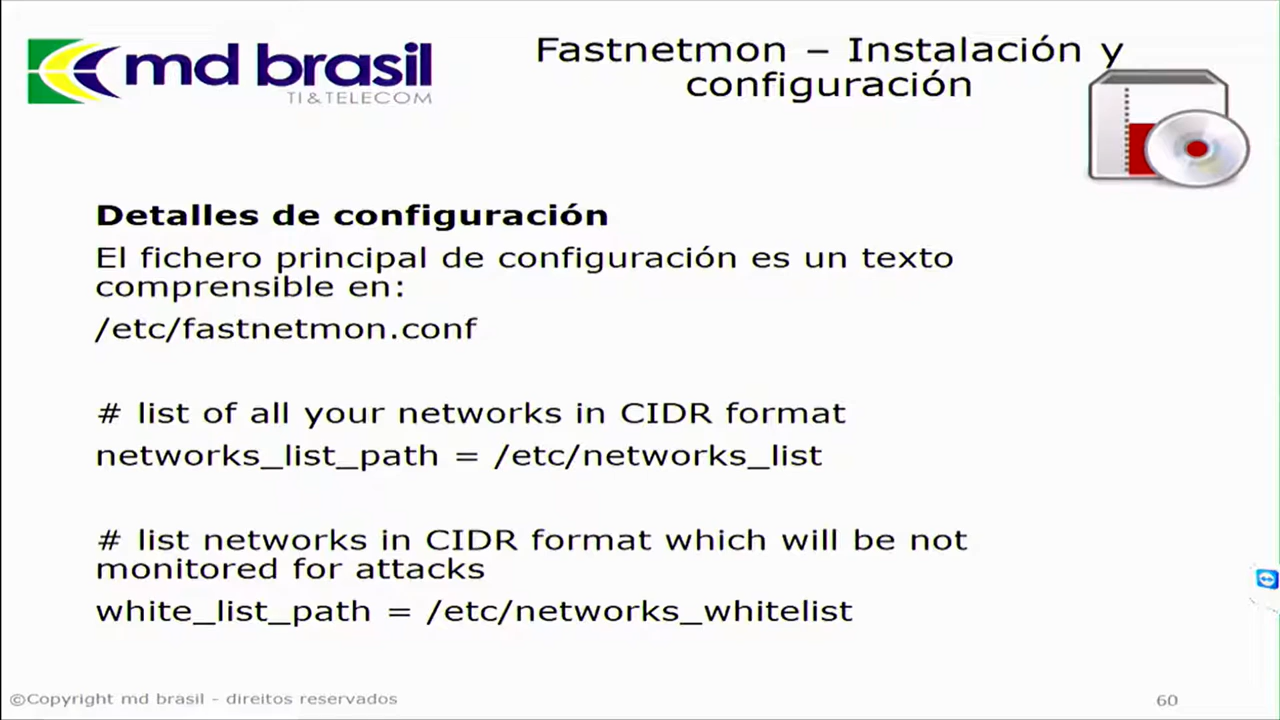 md brasil
TI & TELECOM
Fastnetmon – Instalación y
configuración
Detalles de configuración
El fichero principal de configuración es un texto
comprensible en:
/etc/fastnetmon.conf
# list of all your networks in CIDR format
networks_list_path = /etc/networks_list
# list networks in CIDR format which will be not
monitored for attacks
white_list_path = /etc/networks_whitelist
©Copyright md brasil - direitos reservados
60